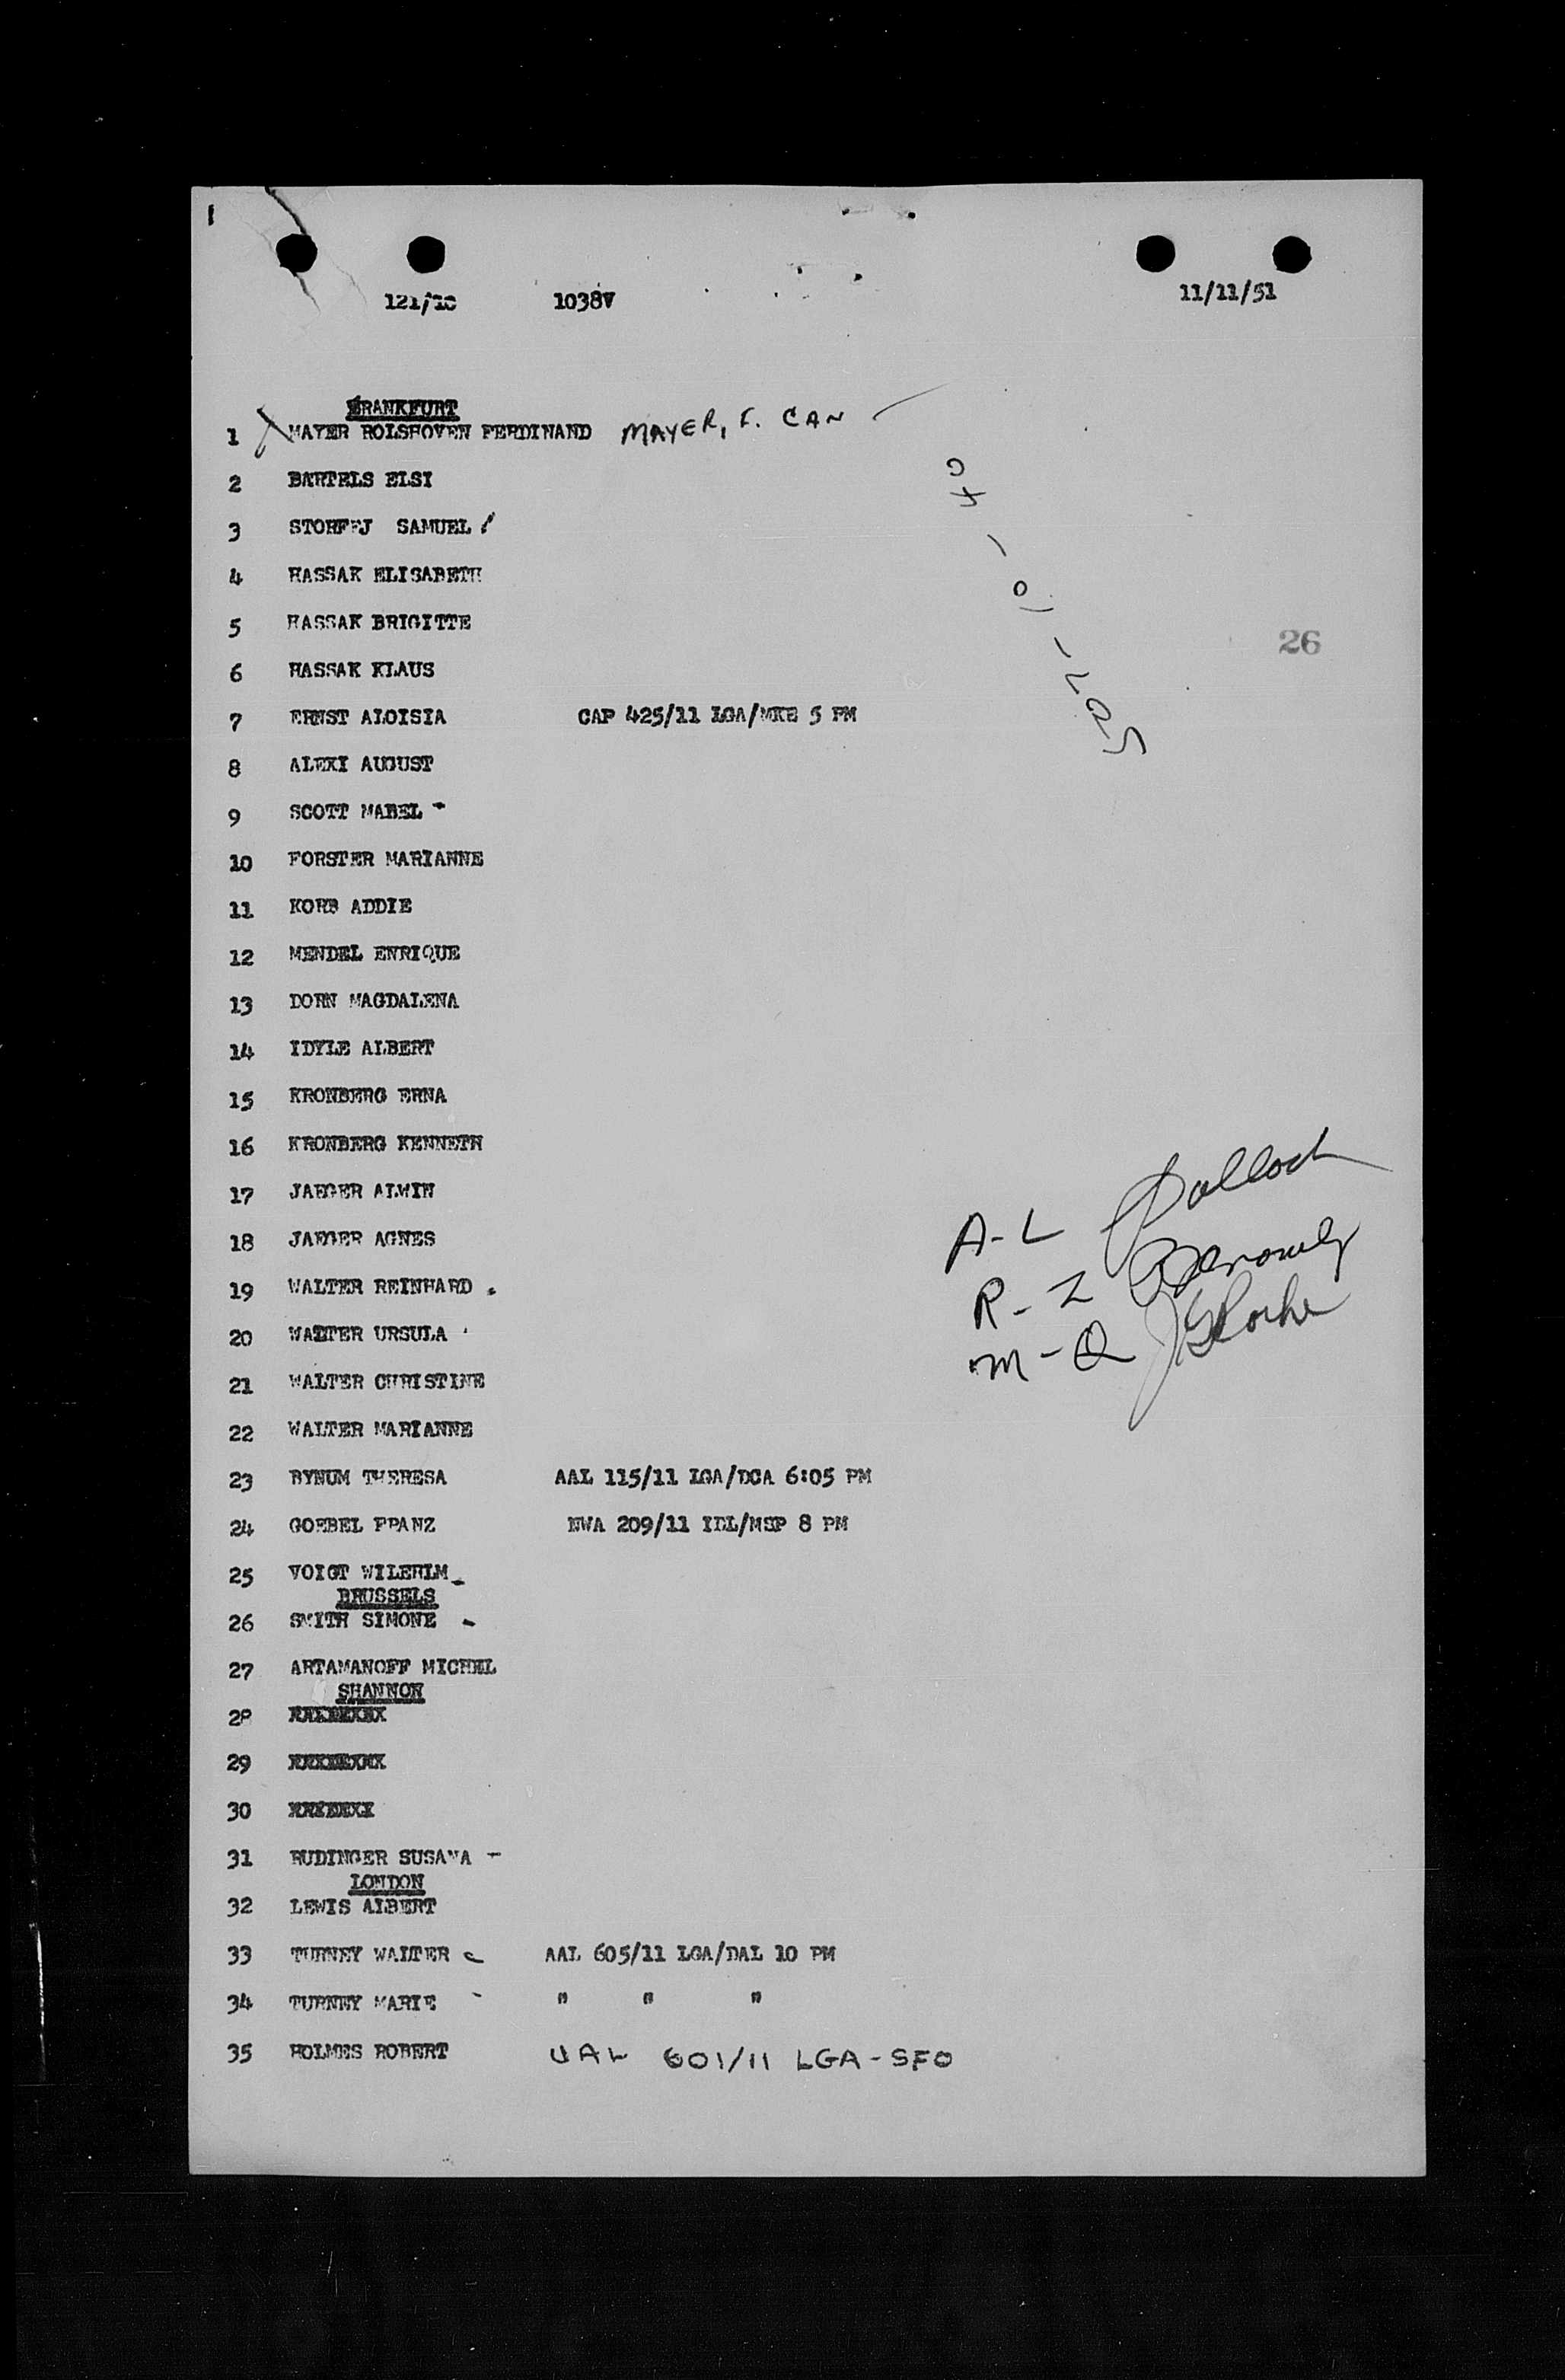 1
121/10 1038V 11/11/51
FRANKFURT
1 MAYER ROLSHOVEN FERDINAND MAYER, F. CAN
2 BARTELS ELSI
3 SAMUEL
4 HASSAK ELISABETH
5 HASSAK BRIGITTE
26
6 HASSAK KLAUS
7 ERNST ALOISIA CAP 425/11 LGA/MKE 5 PM
8 ALEXI AUGUST
9 SCOTT MABEL -
10 FORSTER MARIANNE
11 KORB ADDIE
12 MENDEL ENRIQUE
13 DORN MAGDALENA
14 IDYLE ALBERT
15 KRONBERG ERNA
16 KRONBERG KENNETH
17 JAEGER ALWIN
A-L
18 JAEGER AGNES
R-Z
19 WALTER REINHARD
20 WALTER URSULA
M-Q
21 WALTER CHRISTINE
22 WALTER MARIANNE
23 BYNUM THERESA AAL 115/11 LGA/DCA 6:05 PM
24 GOEBEL FRANZ NWA 209/11 IDL/MSP 8 PM
25 VOIGT WILEHLM
BRUSSELS
26 SMITH SIMONE -
27 ARTAMANOFF MICHEL
SHANNON
28
29
30
31 RUDINGER SUSANA -
LONDON
32 LEWIS ALBERT
33 TURNEY WALTER AAL 605/11 LGA/DAL 10 PM
34 TURNEY MARIE " " "
35 HOLMES ROBERT UAL 601/11 LGA-SFO